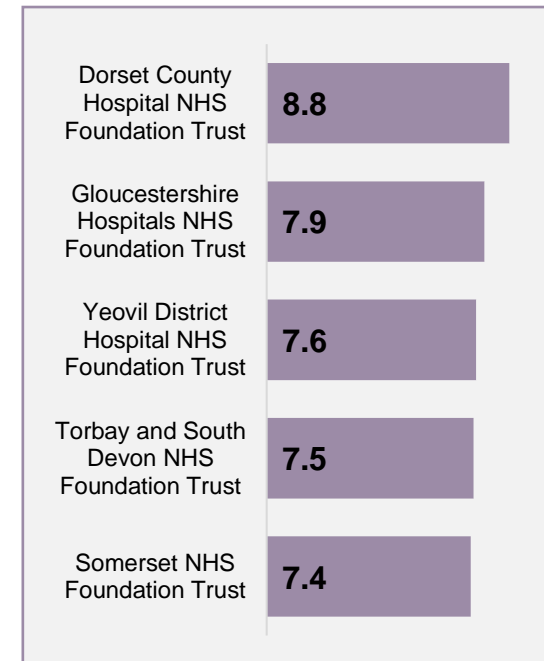 Dorset County
Hospital NHS
Foundation Trust
8.8
Gloucestershire
Hospitals NHS
Foundation Trust
7.9
Yeovil District
Hospital NHS
Foundation Trust
7.6
Torbay and South
Devon NHS
Foundation Trust
7.5
Somerset NHS
Foundation Trust
7.4